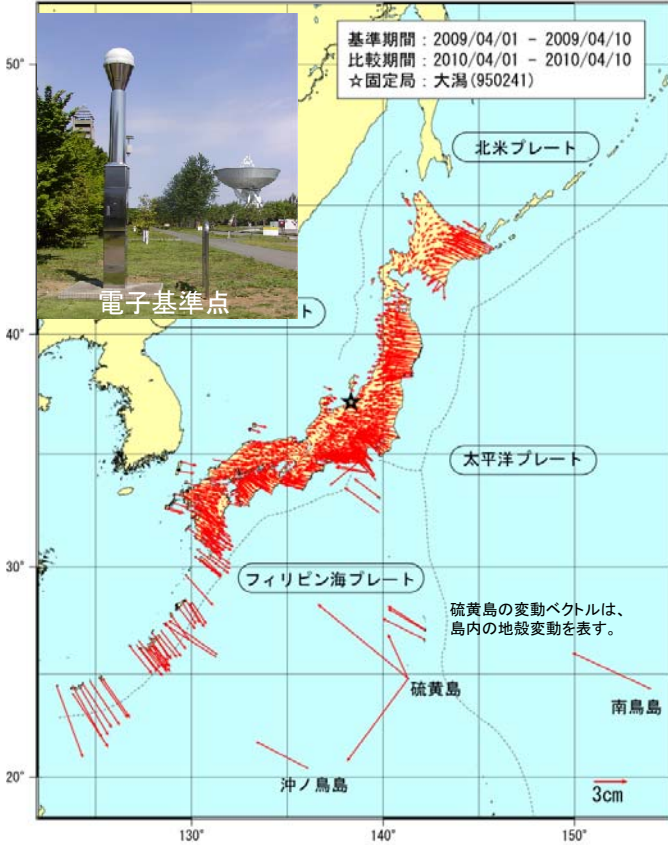 基準期間：2009/04/01 - 2009/04/10
比較期間：2010/04/01 - 2010/04/10
☆固定局：大潟(950241)
50°
北米プレート
電子基準点
ト
40°
太平洋プレート
30°
フィリピン海プレート
硫黄島の変動ベクトルは、
島内の地殻変動を表す。
硫黄島
南鳥島
沖ノ鳥島
20°
3cm
130°
140°
150°